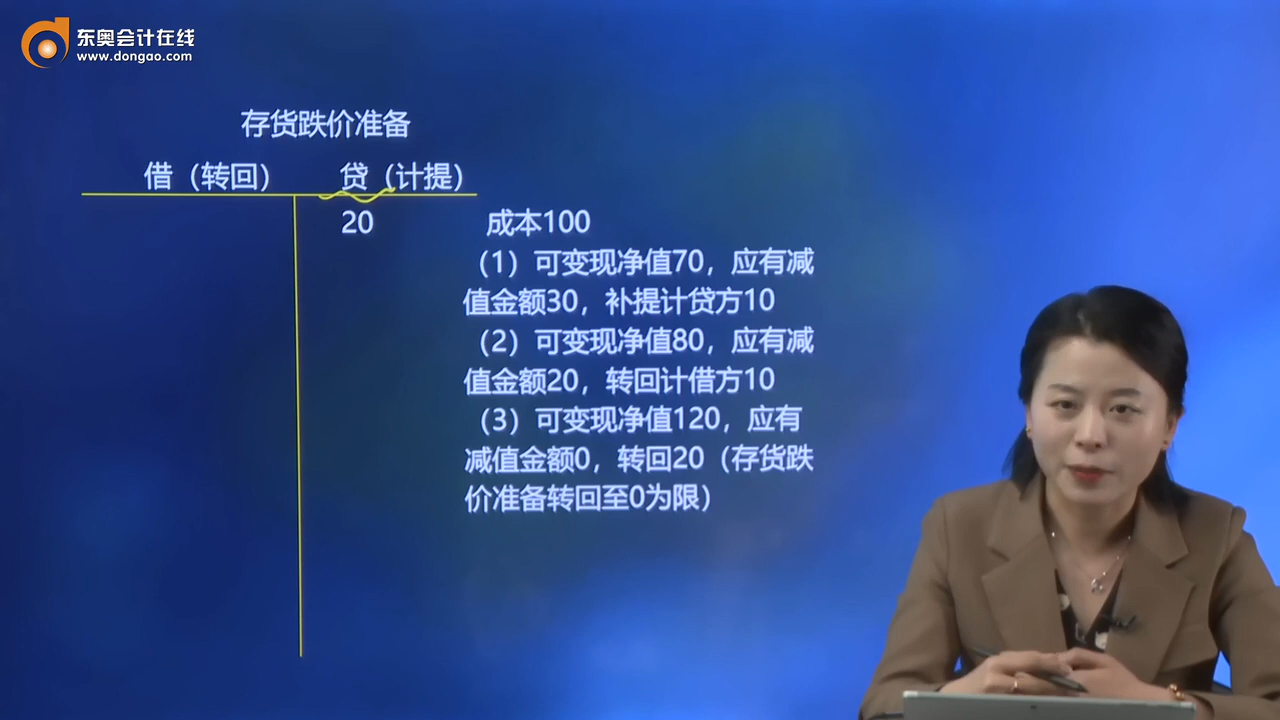 东奥会计在线
www.dongao.com
存货跌价准备
借（转回） 贷（计提）
20 成本100
（1）可变现净值70，应有减
值金额30，补提计贷方10
（2）可变现净值80，应有减
值金额20，转回计借方10
（3）可变现净值120，应有
减值金额0，转回20（存货跌
价准备转回至0为限）